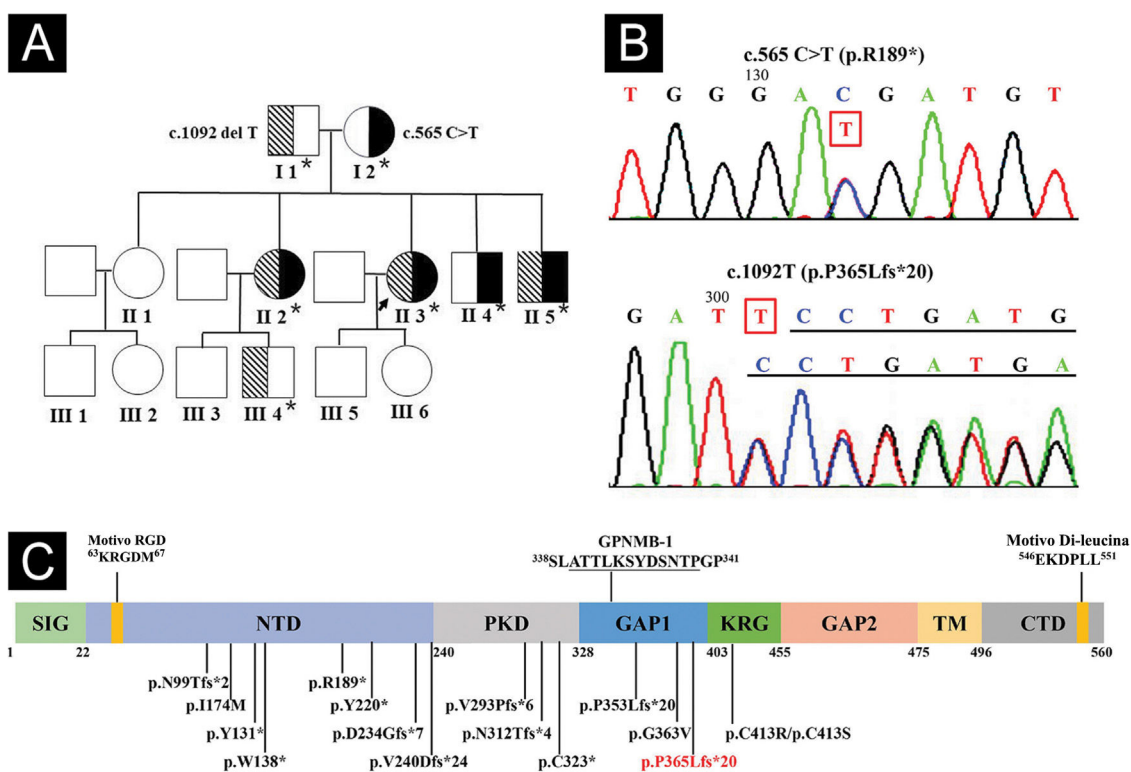 A
c.1092 del T
c.565 C>T
I 1 *
I 2 *
II 1
II 2 *
II 3 *
II 4 *
II 5 *
III 1
III 2
III 3
III 4 *
III 5
III 6
B
c.565 C>T (p.R189*)
130
T G G G A C G A T G T
T
c.1092T (p.P365Lfs*20)
300
G A T T C C T G A T G
C C T G A T G A
C
Motivo RGD
⁶³KRGDM⁶⁷
GPNMB-1
³³⁸SLATTLKSYDSNTPGP³⁴¹
Motivo Di-leucina
⁵⁴⁶EKDPLL⁵⁵¹
SIG NTD PKD GAP1 KRG GAP2 TM CTD
1 22 240 328 403 455 475 496 560
p.N99Tfs*2 p.R189* p.V293Pfs*6 p.P353Lfs*20
p.I174M p.Y220* p.N312Tfs*4 p.G363V p.C413R/p.C413S
p.Y131* p.D234Gfs*7
p.W138* p.V240Dfs*24 p.C323* p.P365Lfs*20